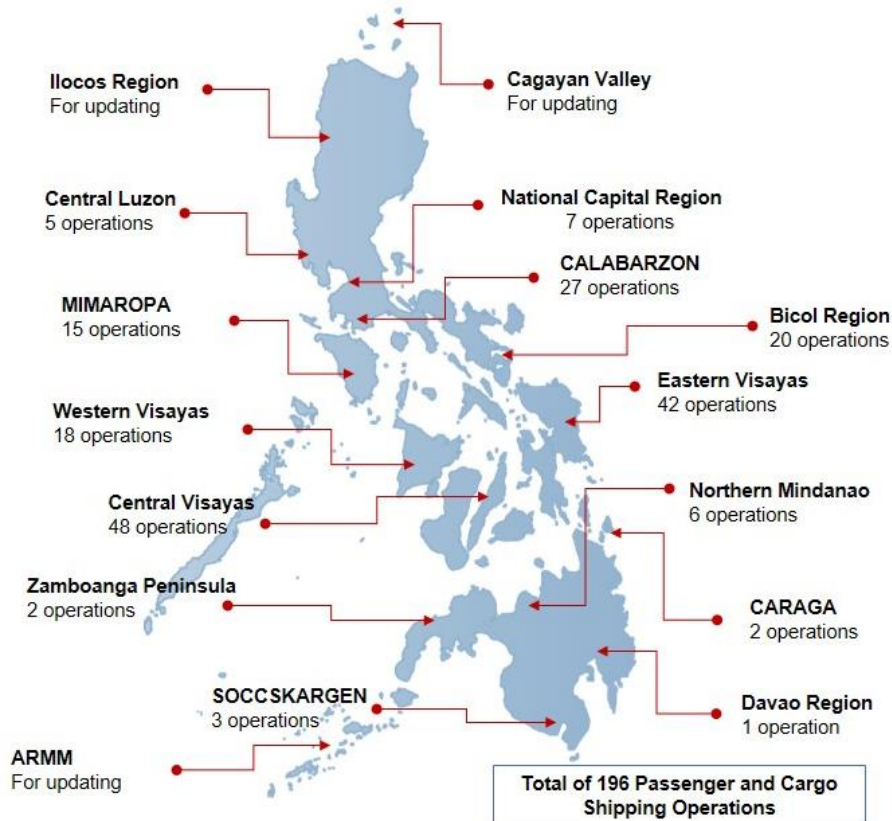 Ilocos Region
For updating
Cagayan Valley
For updating
Central Luzon
5 operations
National Capital Region
7 operations
CALABARZON
27 operations
MIMAROPA
15 operations
Bicol Region
20 operations
Eastern Visayas
42 operations
Western Visayas
18 operations
Central Visayas
48 operations
Northern Mindanao
6 operations
Zamboanga Peninsula
2 operations
CARAGA
2 operations
SOCCSKARGEN
3 operations
Davao Region
1 operation
ARMM
For updating
Total of 196 Passenger and Cargo
Shipping Operations